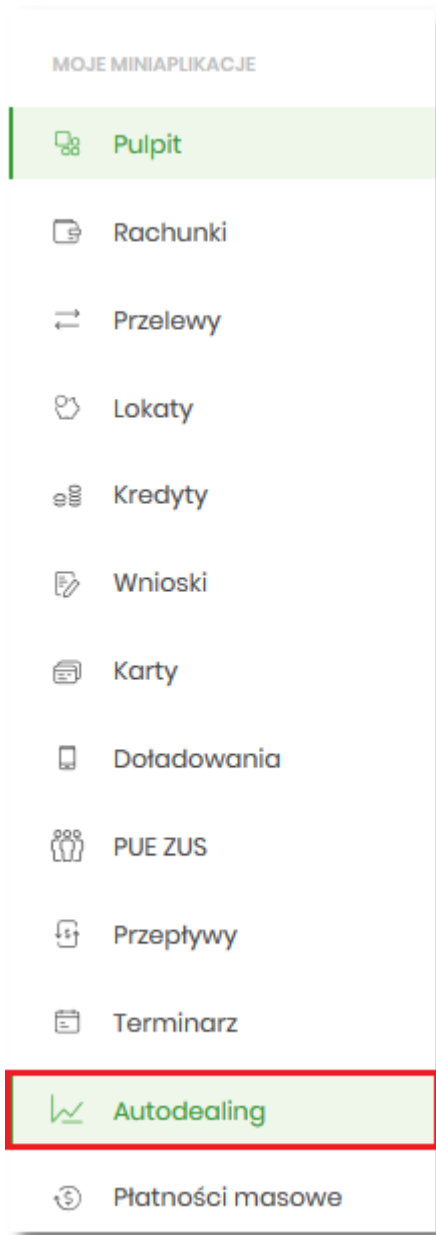 MOJE MINIAPLIKACJE
Pulpit
Rachunki
Przelewy
Lokaty
Kredyty
Wnioski
Karty
Doładowania
PUE ZUS
Przepływy
Terminarz
Autodealing
Płatności masowe